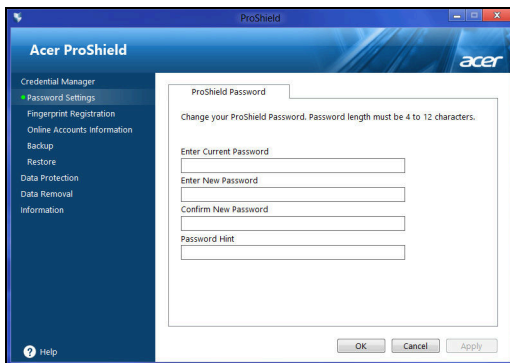 ProShield
Acer ProShield
acer
Credential Manager
Password Settings
Fingerprint Registration
Online Accounts Information
Backup
Restore
Data Protection
Data Removal
Information
Help
ProShield Password
Change your ProShield Password. Password length must be 4 to 12 characters.
Enter Current Password
Enter New Password
Confirm New Password
Password Hint
OK
Cancel
Apply